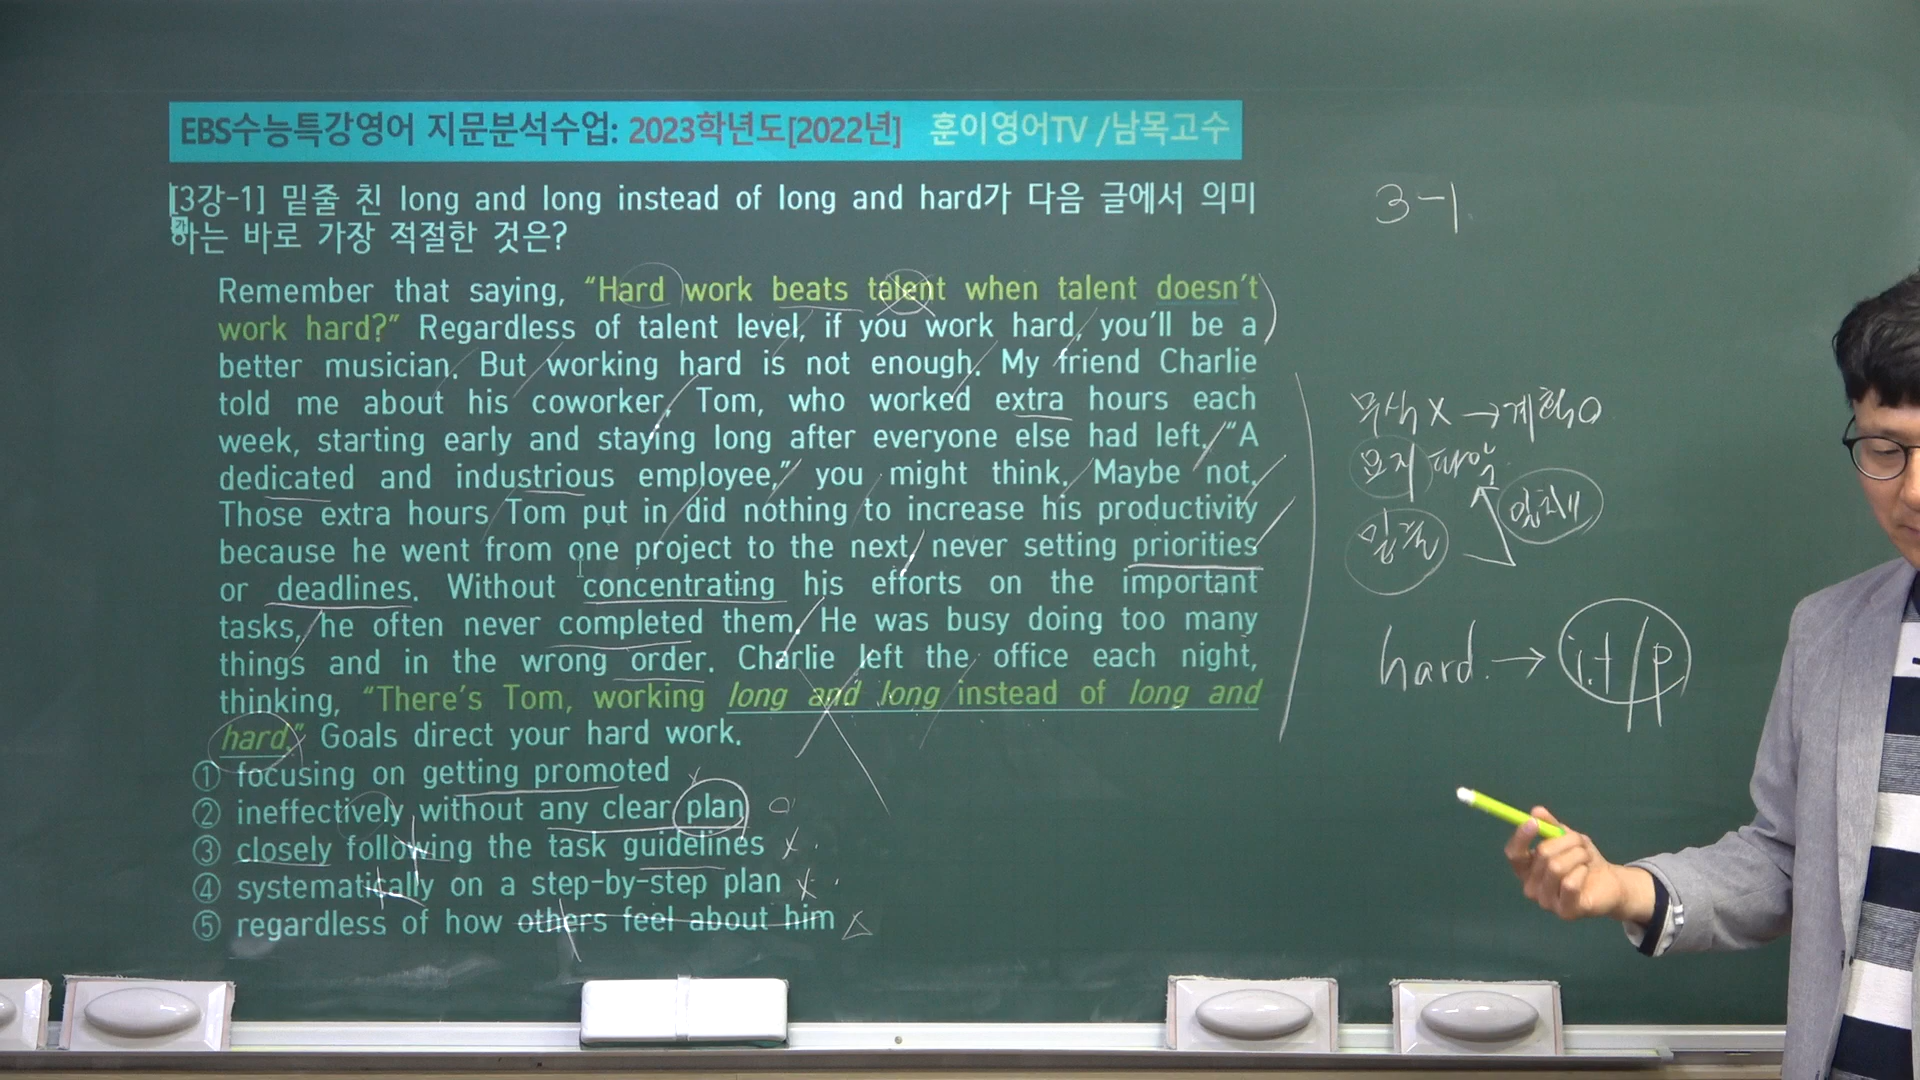 EBS수능특강영어 지문분석수업: 2023학년도[2022년] 훈이영어TV /남목고수
[3강-1] 밑줄 친 long and long instead of long and hard가 다음 글에서 의미
하는 바로 가장 적절한 것은?
Remember that saying, “Hard work beats talent when talent doesn’t
work hard?” Regardless of talent level, if you work hard, you’ll be a
better musician. But working hard is not enough. My friend Charlie
told me about his coworker, Tom, who worked extra hours each
week, starting early and staying long after everyone else had left. “A
dedicated and industrious employee,” you might think. Maybe not.
Those extra hours Tom put in did nothing to increase his productivity
because he went from one project to the next, never setting priorities
or deadlines. Without concentrating his efforts on the important
tasks, he often never completed them. He was busy doing too many
things and in the wrong order. Charlie left the office each night,
thinking, “There’s Tom, working long and long instead of long and
hard.” Goals direct your hard work.
① focusing on getting promoted
② ineffectively without any clear plan
③ closely following the task guidelines
④ systematically on a step-by-step plan
⑤ regardless of how others feel about him
3-1
무식 X → 계획 O
요지 파악
밑줄
일치
hard. → i.t/p